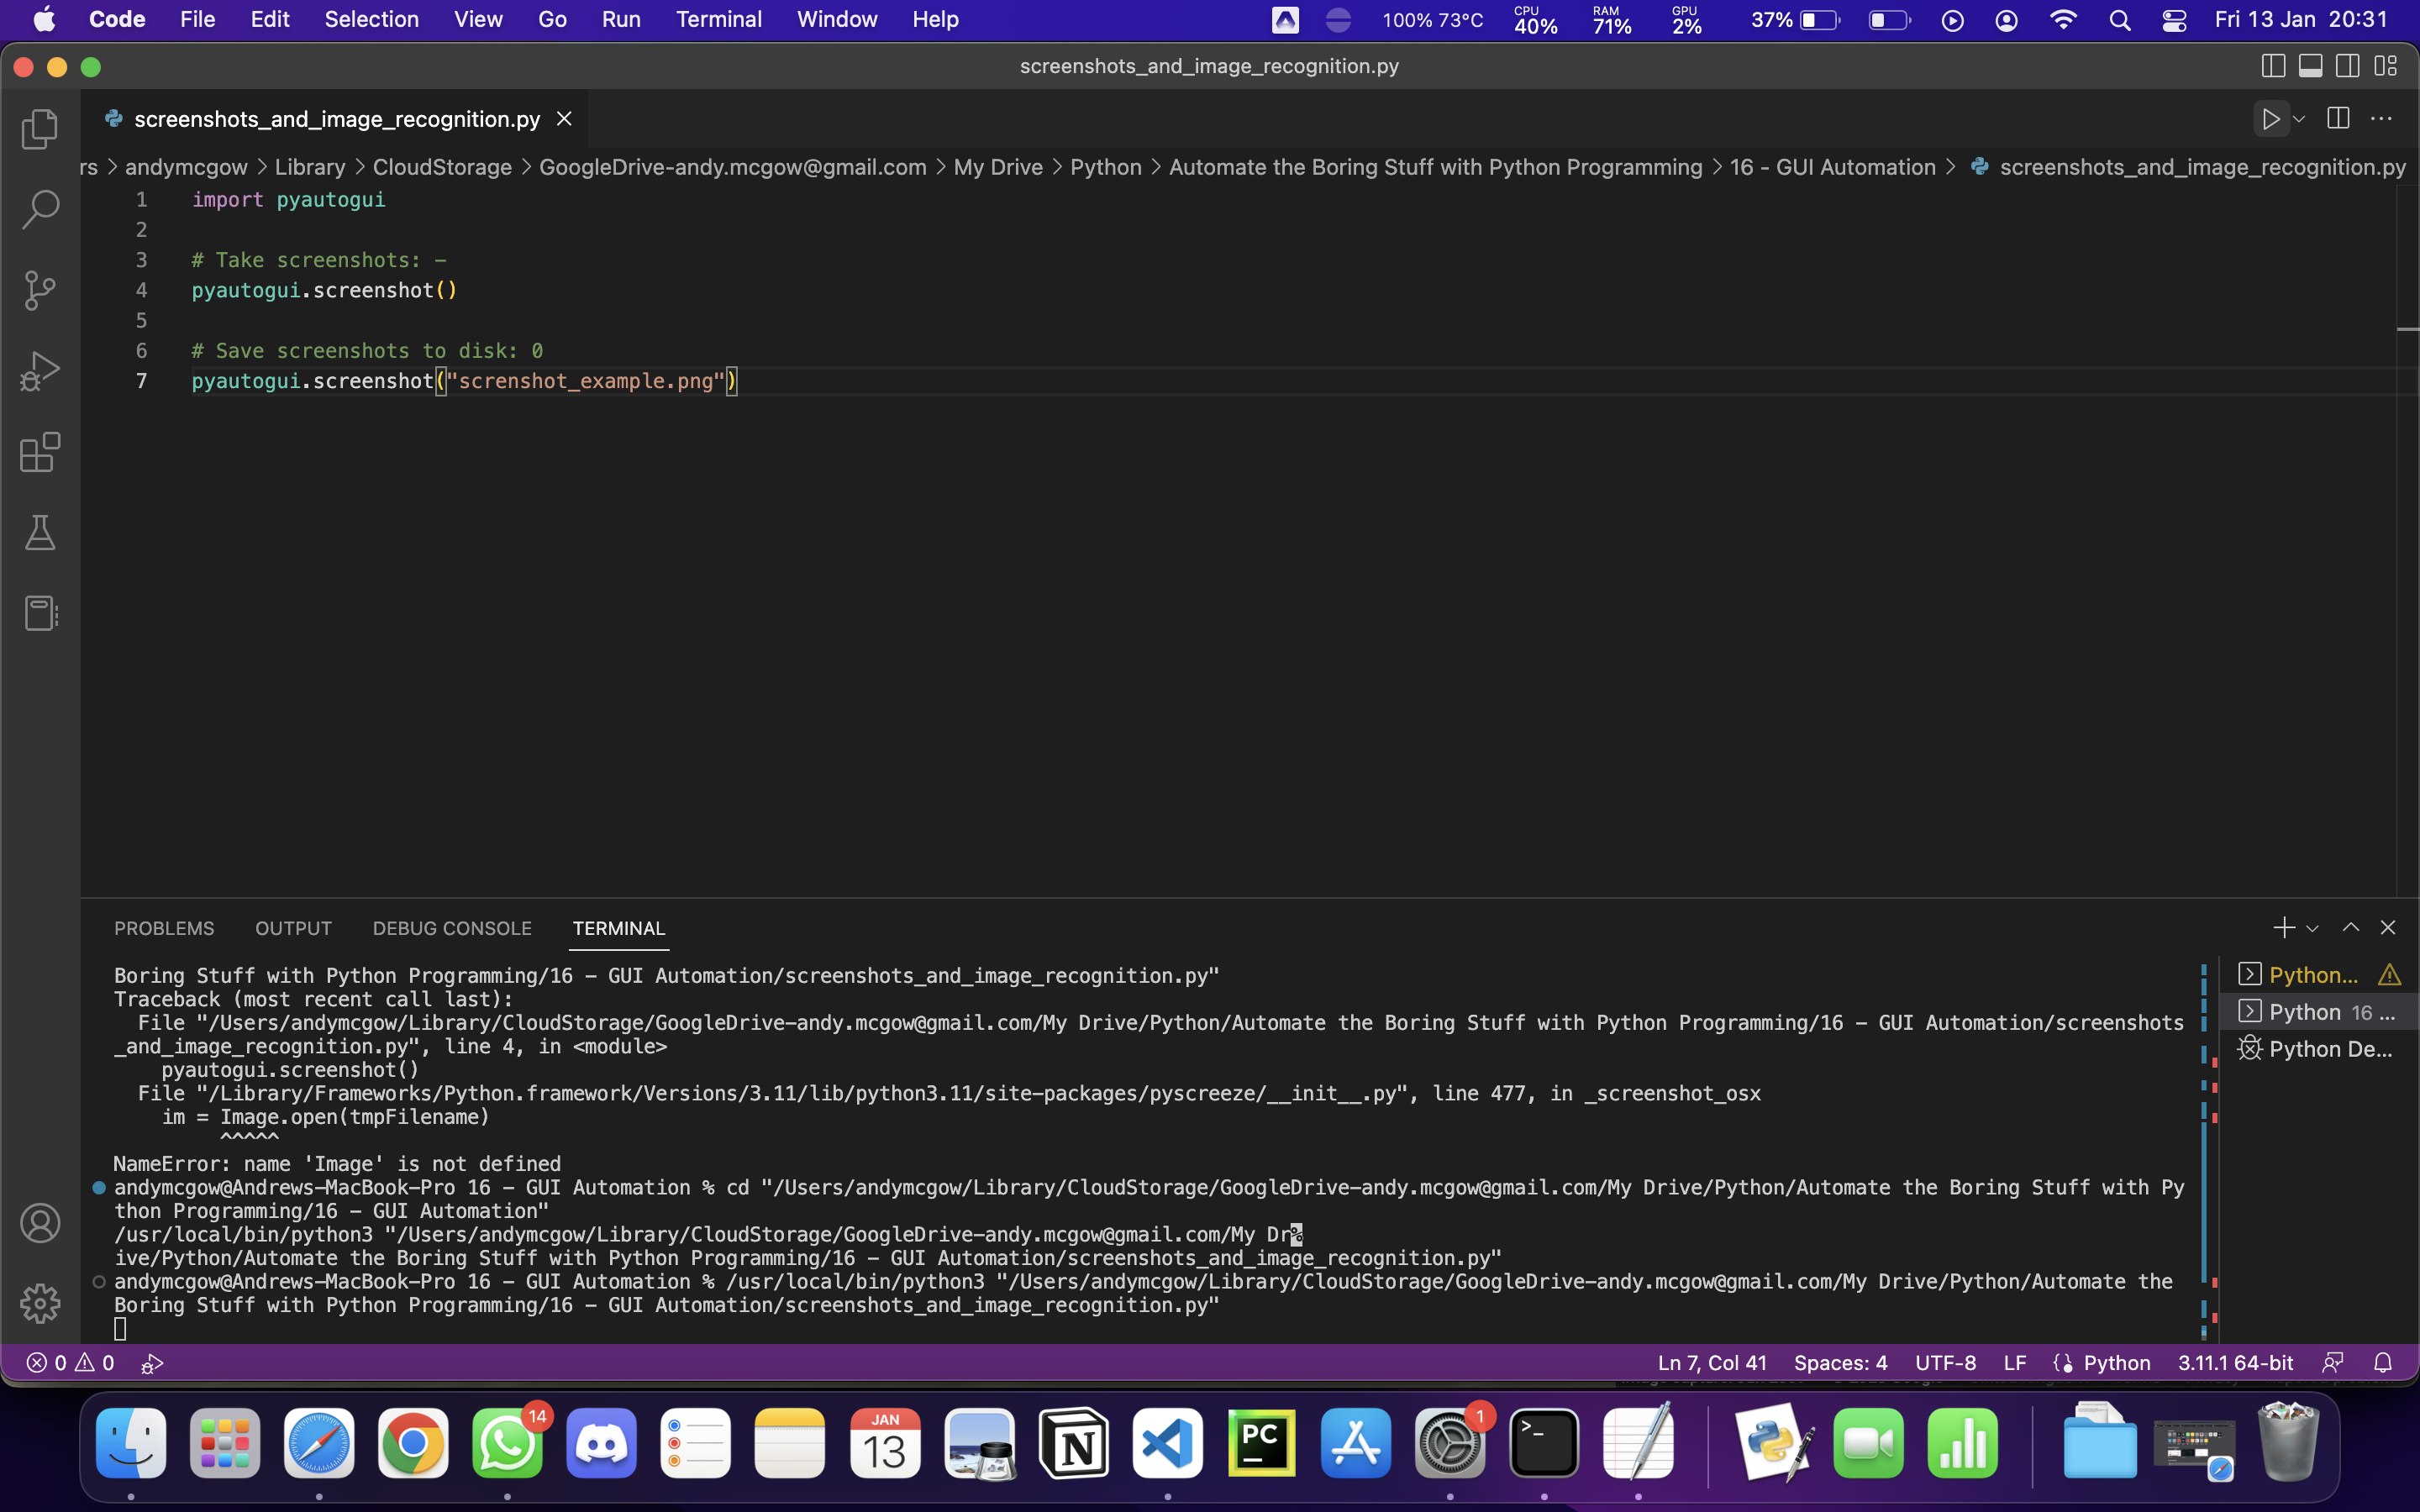 Code File Edit Selection View Go Run Terminal Window Help 100% 73°C CPU 40% RAM 71% GPU 2% 37% Fri 13 Jan 20:31
screenshots_and_image_recognition.py
screenshots_and_image_recognition.py
rs > andymcgow > Library > CloudStorage > GoogleDrive-andy.mcgow@gmail.com > My Drive > Python > Automate the Boring Stuff with Python Programming > 16 - GUI Automation > screenshots_and_image_recognition.py
1 import pyautogui
2
3 # Take screenshots: -
4 pyautogui.screenshot()
5
6 # Save screenshots to disk: 0
7 pyautogui.screenshot("screnshot_example.png")
PROBLEMS OUTPUT DEBUG CONSOLE TERMINAL
Boring Stuff with Python Programming/16 - GUI Automation/screenshots_and_image_recognition.py"
Traceback (most recent call last):
File "/Users/andymcgow/Library/CloudStorage/GoogleDrive-andy.mcgow@gmail.com/My Drive/Python/Automate the Boring Stuff with Python Programming/16 - GUI Automation/screenshots
_and_image_recognition.py", line 4, in <module>
pyautogui.screenshot()
File "/Library/Frameworks/Python.framework/Versions/3.11/lib/python3.11/site-packages/pyscreeze/__init__.py", line 477, in _screenshot_osx
im = Image.open(tmpFilename)
^^^^^
NameError: name 'Image' is not defined
andymcgow@Andrews-MacBook-Pro 16 - GUI Automation % cd "/Users/andymcgow/Library/CloudStorage/GoogleDrive-andy.mcgow@gmail.com/My Drive/Python/Automate the Boring Stuff with Py
thon Programming/16 - GUI Automation"
/usr/local/bin/python3 "/Users/andymcgow/Library/CloudStorage/GoogleDrive-andy.mcgow@gmail.com/My Dr%
ive/Python/Automate the Boring Stuff with Python Programming/16 - GUI Automation/screenshots_and_image_recognition.py"
andymcgow@Andrews-MacBook-Pro 16 - GUI Automation % /usr/local/bin/python3 "/Users/andymcgow/Library/CloudStorage/GoogleDrive-andy.mcgow@gmail.com/My Drive/Python/Automate the
Boring Stuff with Python Programming/16 - GUI Automation/screenshots_and_image_recognition.py"
Python...
Python 16 ...
Python De...
0 0 Ln 7, Col 41 Spaces: 4 UTF-8 LF Python 3.11.1 64-bit
14
JAN
13
N
PC
1
>_